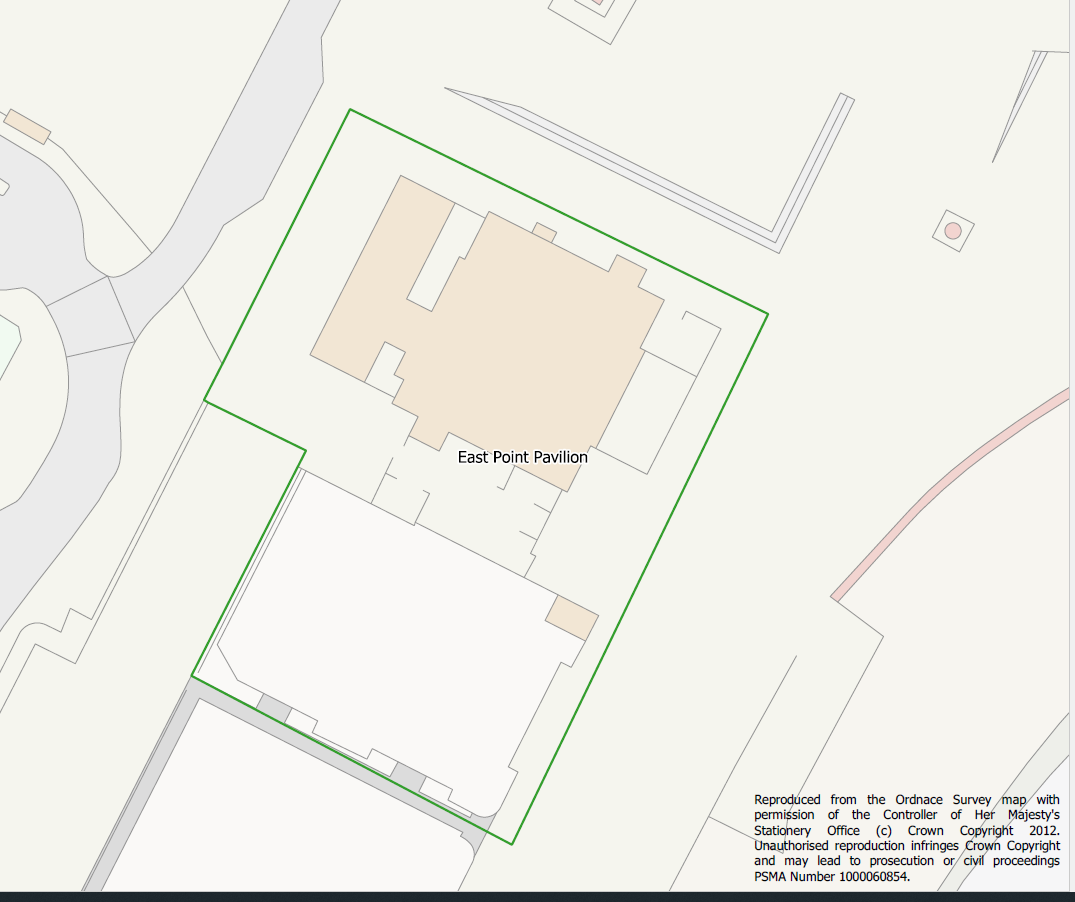 East Point Pavilion
Reproduced from the Ordnace Survey map with
permission of the Controller of Her Majesty's
Stationery Office (c) Crown Copyright 2012.
Unauthorised reproduction infringes Crown Copyright
and may lead to prosecution or civil proceedings
PSMA Number 1000060854.